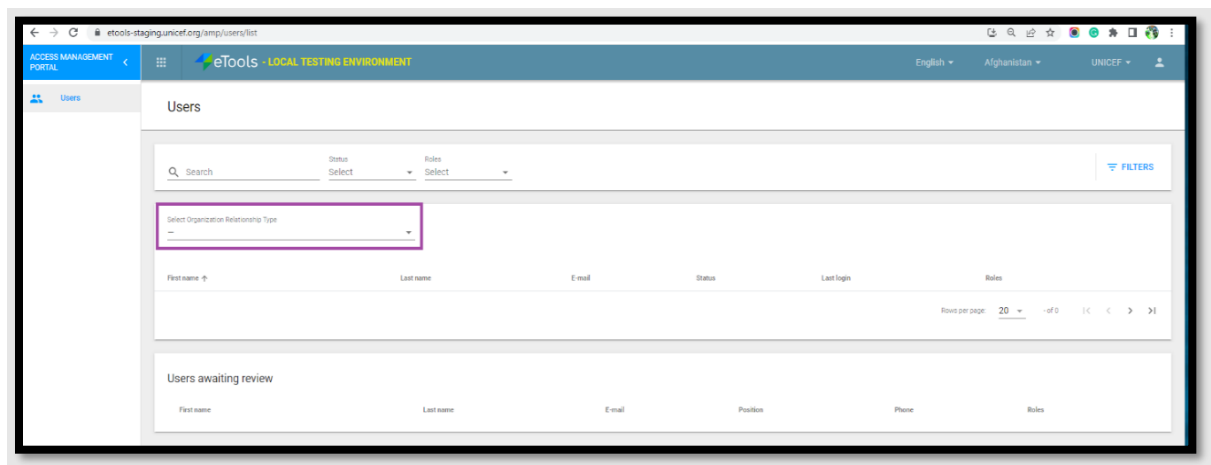 etools-staging.unicef.org/amp/users/list
ACCESS MANAGEMENT
PORTAL
eTools - LOCAL TESTING ENVIRONMENT
English
Afghanistan
UNICEF
Users
Users
Search
Status
Select
Roles
Select
FILTERS
Select Organization Relationship Type
–
First name
Last name
E-mail
Status
Last login
Roles
Rows per page: 20
- of 0
Users awaiting review
First name
Last name
E-mail
Position
Phone
Roles